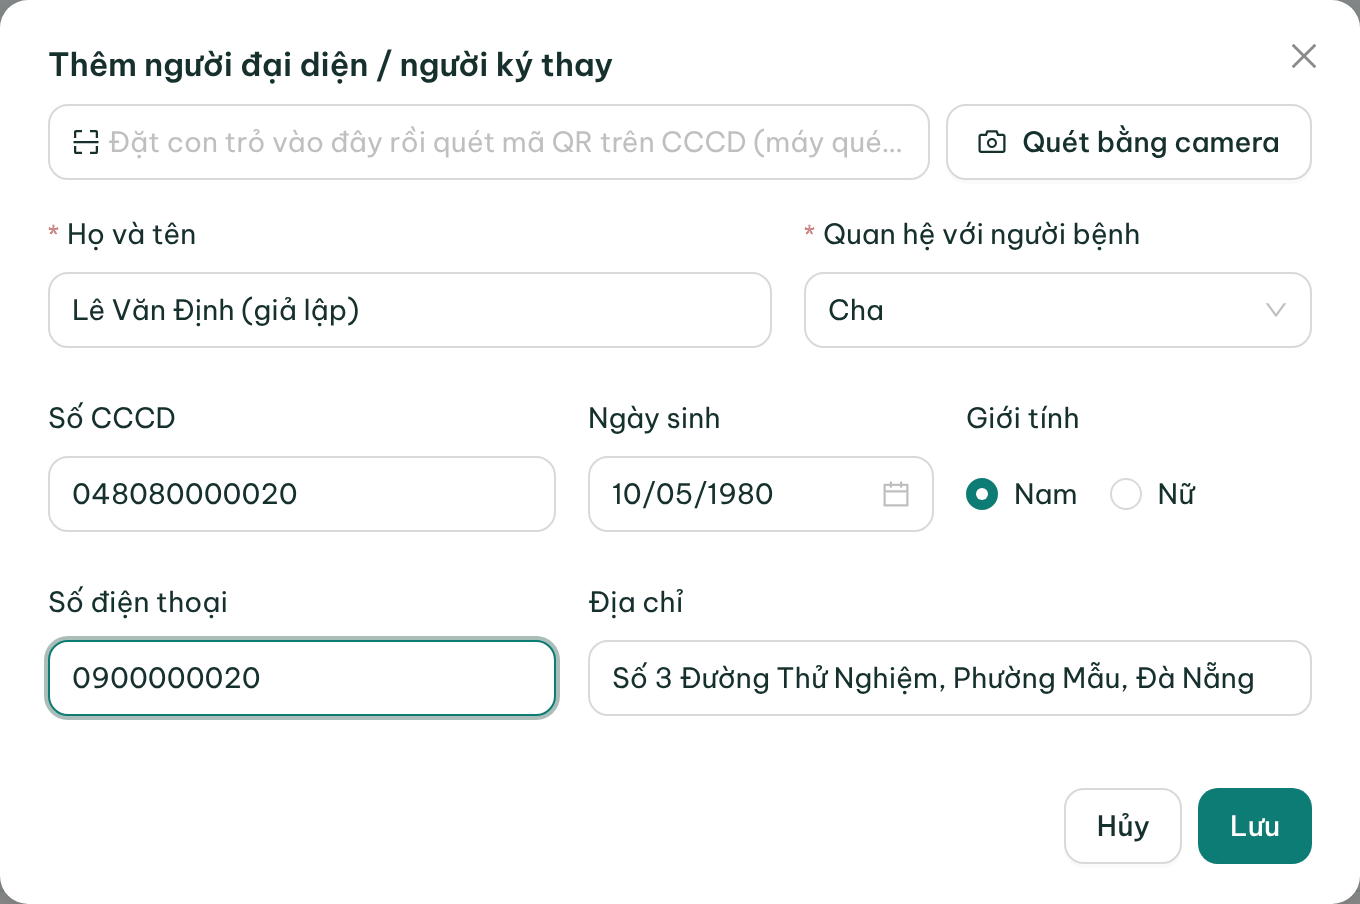 Thêm người đại diện / người ký thay
Đặt con trỏ vào đây rồi quét mã QR trên CCCD (máy qué...
Quét bằng camera
* Họ và tên
* Quan hệ với người bệnh
Lê Văn Định (giả lập)
Cha
Số CCCD
Ngày sinh
Giới tính
048080000020
10/05/1980
Nam
Nữ
Số điện thoại
Địa chỉ
0900000020
Số 3 Đường Thử Nghiệm, Phường Mẫu, Đà Nẵng
Hủy
Lưu